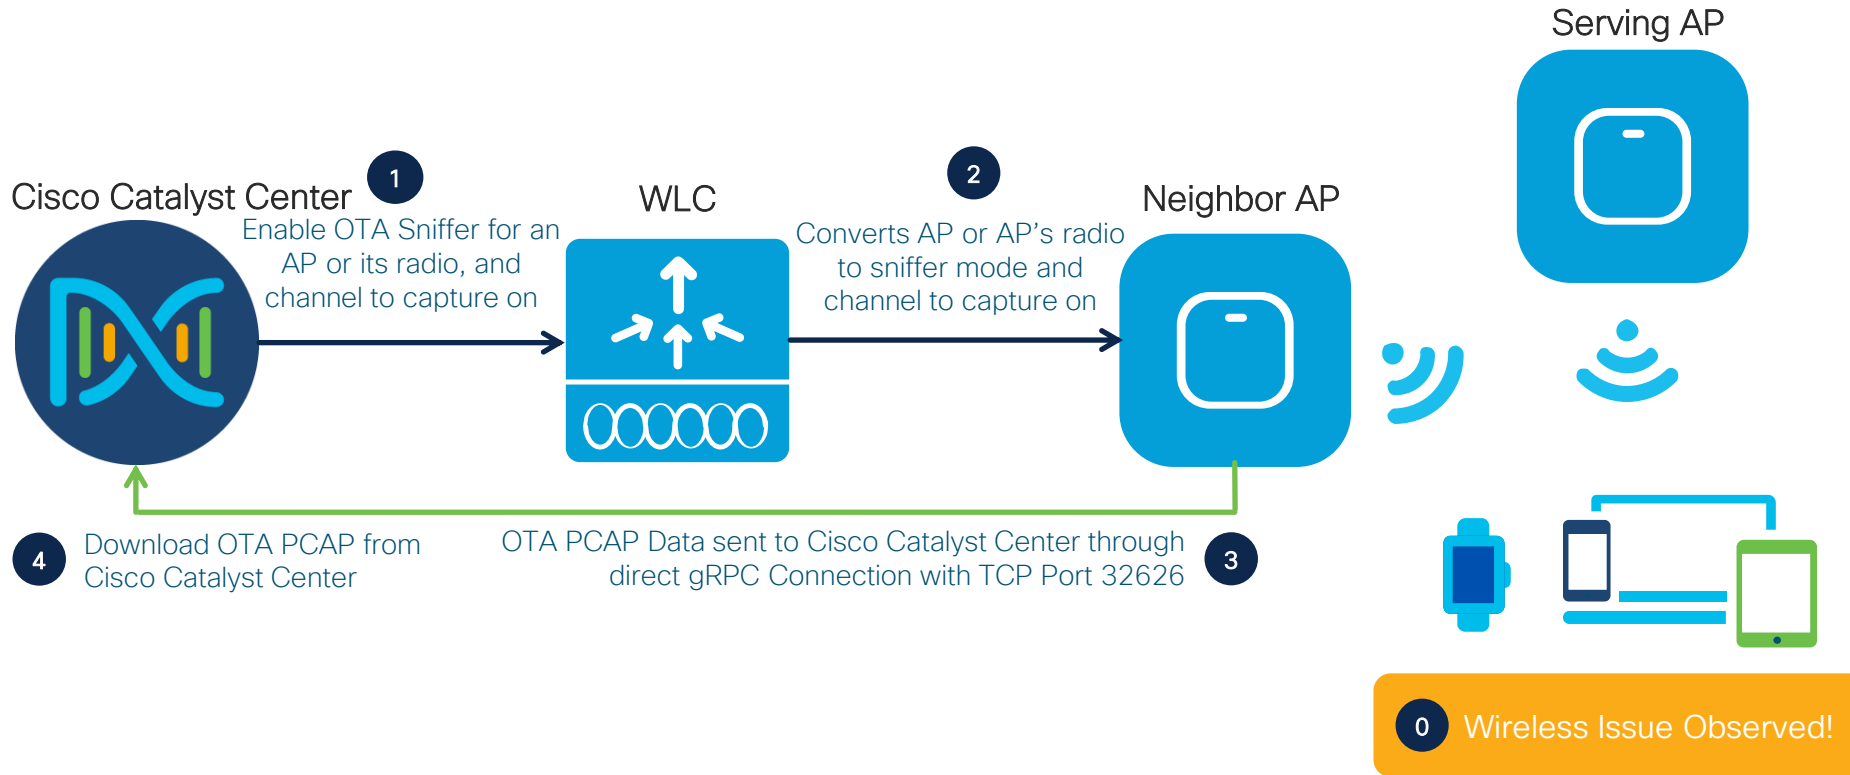 Serving AP
Cisco Catalyst Center
1
Enable OTA Sniffer for an
AP or its radio, and
channel to capture on
WLC
2
Converts AP or AP’s radio
to sniffer mode and
channel to capture on
Neighbor AP
OTA PCAP Data sent to Cisco Catalyst Center through
direct gRPC Connection with TCP Port 32626
3
4
Download OTA PCAP from
Cisco Catalyst Center
0
Wireless Issue Observed!